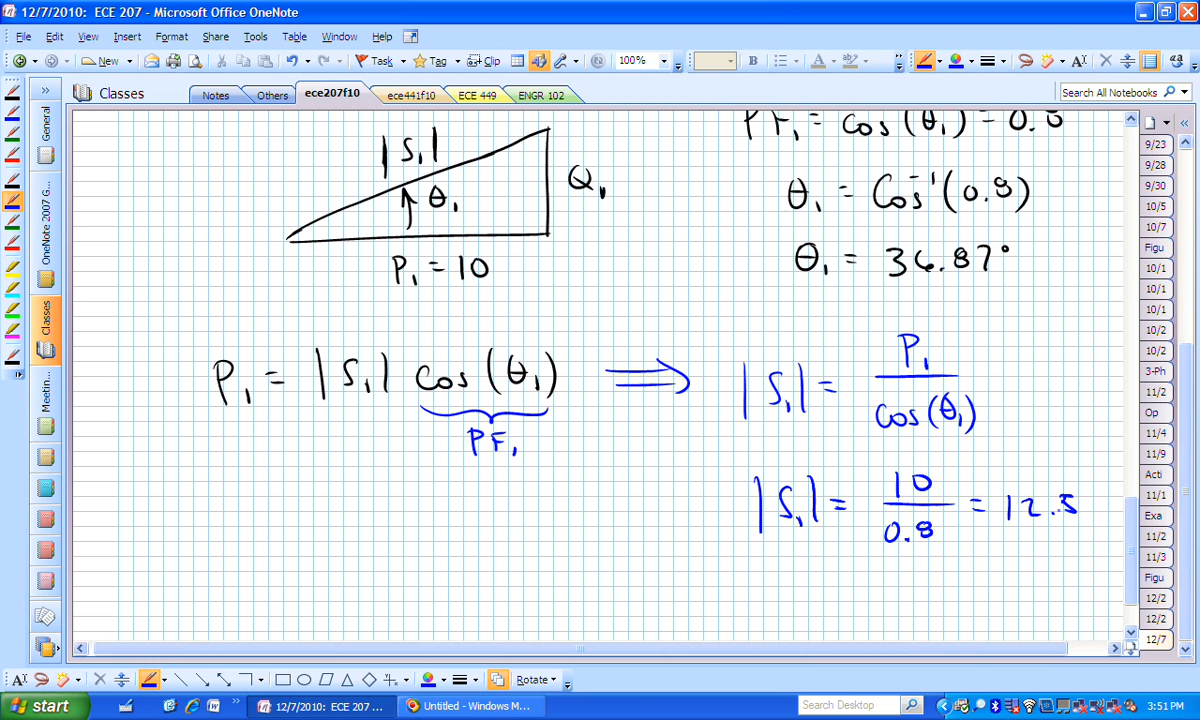 12/7/2010: ECE 207 - Microsoft Office OneNote
File Edit View Insert Format Share Tools Table Window Help
New Task Tag Clip 100% B A ab
Classes Notes Others ece207f10 ece441f10 ECE 449 ENGR 102 Search All Notebooks
General
OneNote 2007 G...
Classes
Meetin...
|S₁|
θ₁
Q₁
P₁ = 10
PF₁ = cos(θ₁) = 0.8
θ₁ = Cos⁻¹(0.8)
θ₁ = 36.87°
P₁ = |S₁| cos(θ₁) ⇒ |S₁| = P₁ / cos(θ₁)
PF₁
|S₁| = 10 / 0.8 = 12.5
9/23
9/28
9/30
10/5
10/7
Figu
10/1
10/1
10/1
10/2
10/2
3-Ph
11/2
Op
11/4
11/9
Acti
11/1
Exa
11/2
11/3
Figu
12/2
12/2
12/7
Rotate
start 12/7/2010: ECE 207 ... Untitled - Windows M... Search Desktop 3:51 PM